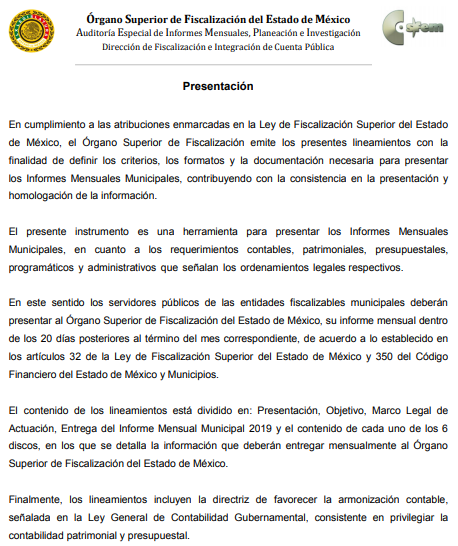 Órgano Superior de Fiscalización del Estado de México
Auditoría Especial de Informes Mensuales, Planeación e Investigación
Dirección de Fiscalización e Integración de Cuenta Pública
osfem
Presentación
En cumplimiento a las atribuciones enmarcadas en la Ley de Fiscalización Superior del Estado
de México, el Órgano Superior de Fiscalización emite los presentes lineamientos con la
finalidad de definir los criterios, los formatos y la documentación necesaria para presentar
los Informes Mensuales Municipales, contribuyendo con la consistencia en la presentación y
homologación de la información.
El presente instrumento es una herramienta para presentar los Informes Mensuales
Municipales, en cuanto a los requerimientos contables, patrimoniales, presupuestales,
programáticos y administrativos que señalan los ordenamientos legales respectivos.
En este sentido los servidores públicos de las entidades fiscalizables municipales deberán
presentar al Órgano Superior de Fiscalización del Estado de México, su informe mensual dentro
de los 20 días posteriores al término del mes correspondiente, de acuerdo a lo establecido en
los artículos 32 de la Ley de Fiscalización Superior del Estado de México y 350 del Código
Financiero del Estado de México y Municipios.
El contenido de los lineamientos está dividido en: Presentación, Objetivo, Marco Legal de
Actuación, Entrega del Informe Mensual Municipal 2019 y el contenido de cada uno de los 6
discos, en los que se detalla la información que deberán entregar mensualmente al Órgano
Superior de Fiscalización del Estado de México.
Finalmente, los lineamientos incluyen la directriz de favorecer la armonización contable,
señalada en la Ley General de Contabilidad Gubernamental, consistente en privilegiar la
contabilidad patrimonial y presupuestal.